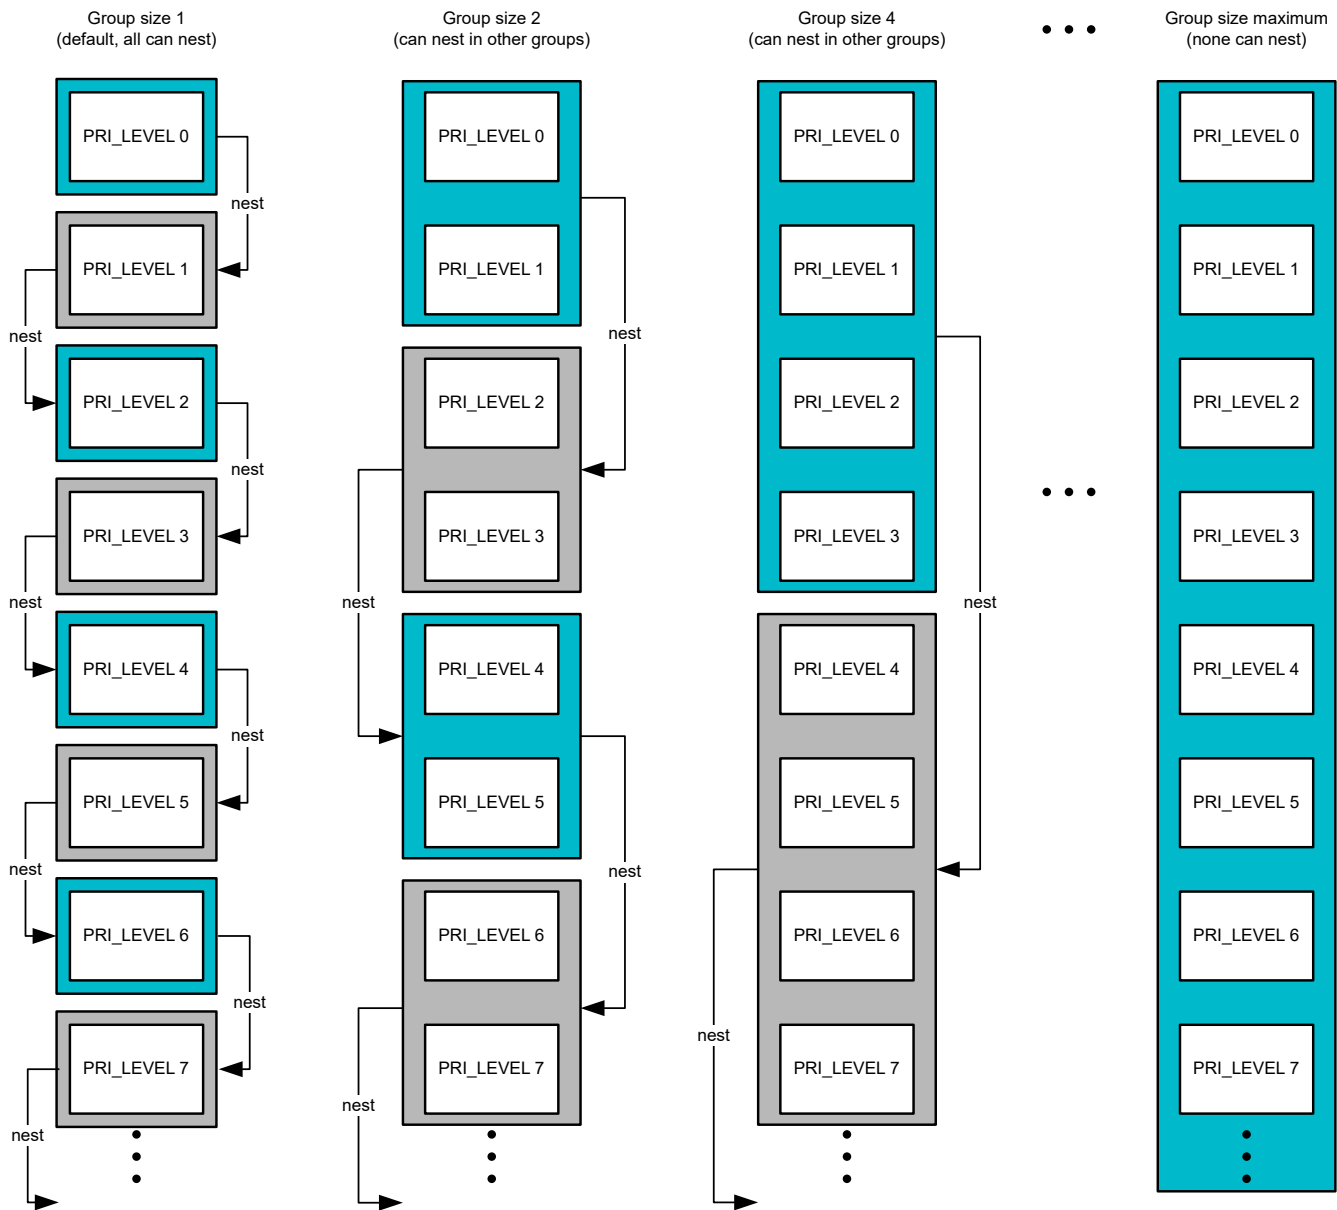 Group size 1
(default, all can nest)
PRI_LEVEL 0
nest
PRI_LEVEL 1
nest
PRI_LEVEL 2
nest
PRI_LEVEL 3
nest
PRI_LEVEL 4
nest
PRI_LEVEL 5
nest
PRI_LEVEL 6
nest
PRI_LEVEL 7
nest
Group size 2
(can nest in other groups)
PRI_LEVEL 0
PRI_LEVEL 1
nest
PRI_LEVEL 2
PRI_LEVEL 3
nest
PRI_LEVEL 4
PRI_LEVEL 5
nest
PRI_LEVEL 6
PRI_LEVEL 7
nest
Group size 4
(can nest in other groups)
PRI_LEVEL 0
PRI_LEVEL 1
PRI_LEVEL 2
PRI_LEVEL 3
nest
PRI_LEVEL 4
PRI_LEVEL 5
PRI_LEVEL 6
PRI_LEVEL 7
nest
Group size maximum
(none can nest)
PRI_LEVEL 0
PRI_LEVEL 1
PRI_LEVEL 2
PRI_LEVEL 3
PRI_LEVEL 4
PRI_LEVEL 5
PRI_LEVEL 6
PRI_LEVEL 7